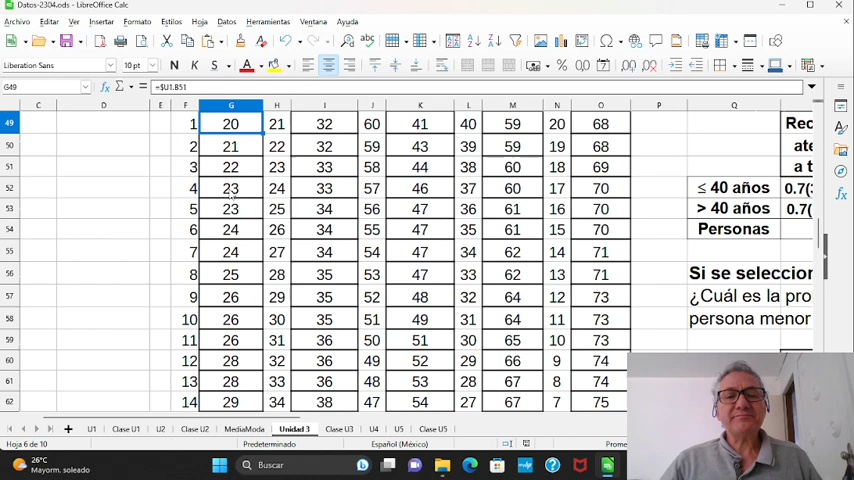 Datos-2304.ods - LibreOffice Calc
Archivo Editar Ver Insertar Formato Estilos Hoja Datos Herramientas Ventana Ayuda
Liberation Sans 10 pt N K S A % 0.0
G49 fx Σ = =$U1.B51
C D E F G H I J K L M N O P Q
49 1 20 21 32 60 41 40 59 20 68 Rec
50 2 21 22 32 59 43 39 59 19 68 ate
51 3 22 23 33 58 44 38 60 18 69 a t
52 4 23 24 33 57 46 37 60 17 70 ≤ 40 años 0.7(
53 5 23 25 34 56 47 36 61 16 70 > 40 años 0.7(
54 6 24 26 34 55 47 35 61 15 70 Personas
55 7 24 27 34 54 47 34 62 14 71
56 8 25 28 35 53 47 33 62 13 71 Si se seleccion
57 9 26 29 35 52 48 32 64 12 73 ¿Cuál es la pro
58 10 26 30 35 51 49 31 64 11 73 persona menor
59 11 26 31 36 50 51 30 65 10 73
60 12 28 32 36 49 52 29 66 9 74
61 13 28 33 36 48 53 28 67 8 74
62 14 29 34 38 47 54 27 67 7 75
U1 Clase U1 U2 Clase U2 MediaModa Unidad 3 Clase U3 U4 U5 Clase U5
Hoja 6 de 10 Predeterminado Español (México) Prome
26°C
Mayorm. soleado
Buscar